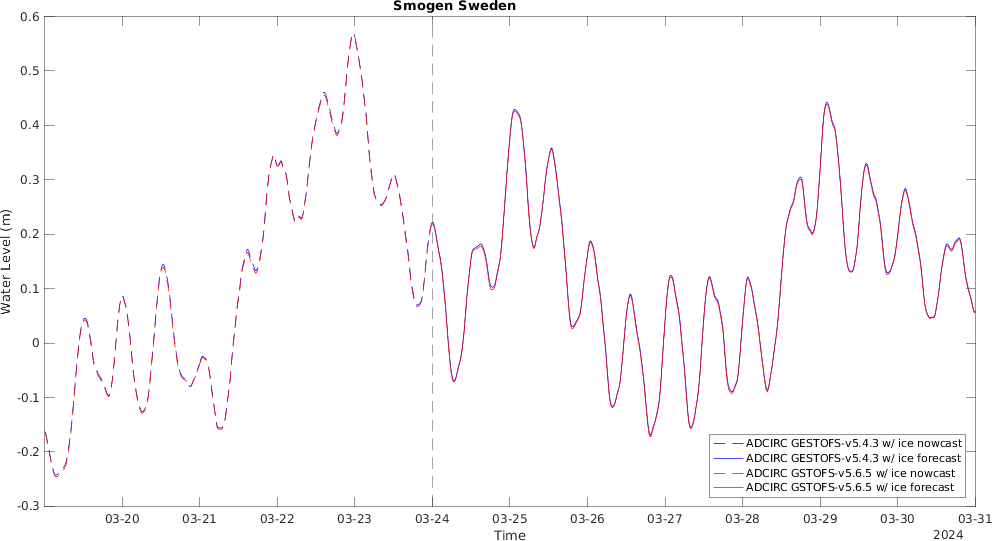 Smogen Sweden
0.6
0.5
0.4
0.3
0.2
0.1
0
-0.1
-0.2
-0.3
Water Level (m)
ADCIRC GESTOFS-v5.4.3 w/ ice nowcast
ADCIRC GESTOFS-v5.4.3 w/ ice forecast
ADCIRC GSTOFS-v5.6.5 w/ ice nowcast
ADCIRC GSTOFS-v5.6.5 w/ ice forecast
03-20 03-21 03-22 03-23 03-24 03-25 03-26 03-27 03-28 03-29 03-30 03-31
Time
2024